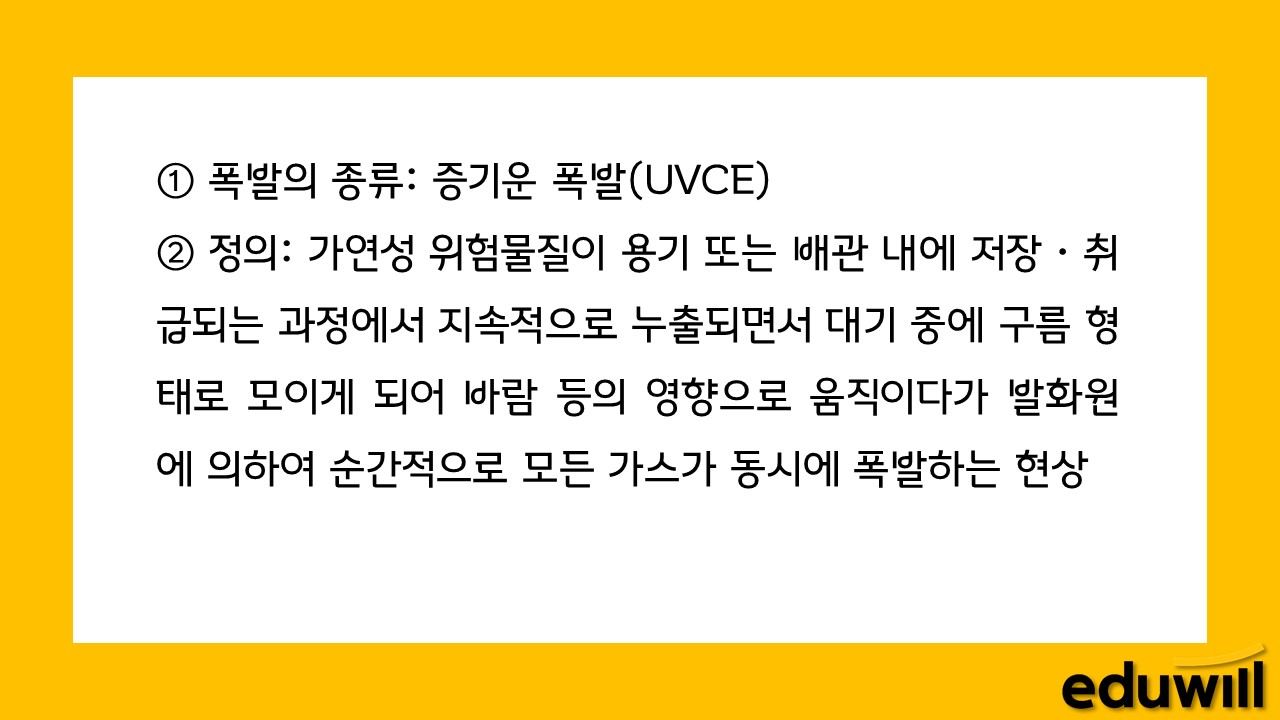 ① 폭발의 종류: 증기운 폭발(UVCE)
② 정의: 가연성 위험물질이 용기 또는 배관 내에 저장 · 취
급되는 과정에서 지속적으로 누출되면서 대기 중에 구름 형
태로 모이게 되어 바람 등의 영향으로 움직이다가 발화원
에 의하여 순간적으로 모든 가스가 동시에 폭발하는 현상
eduwill